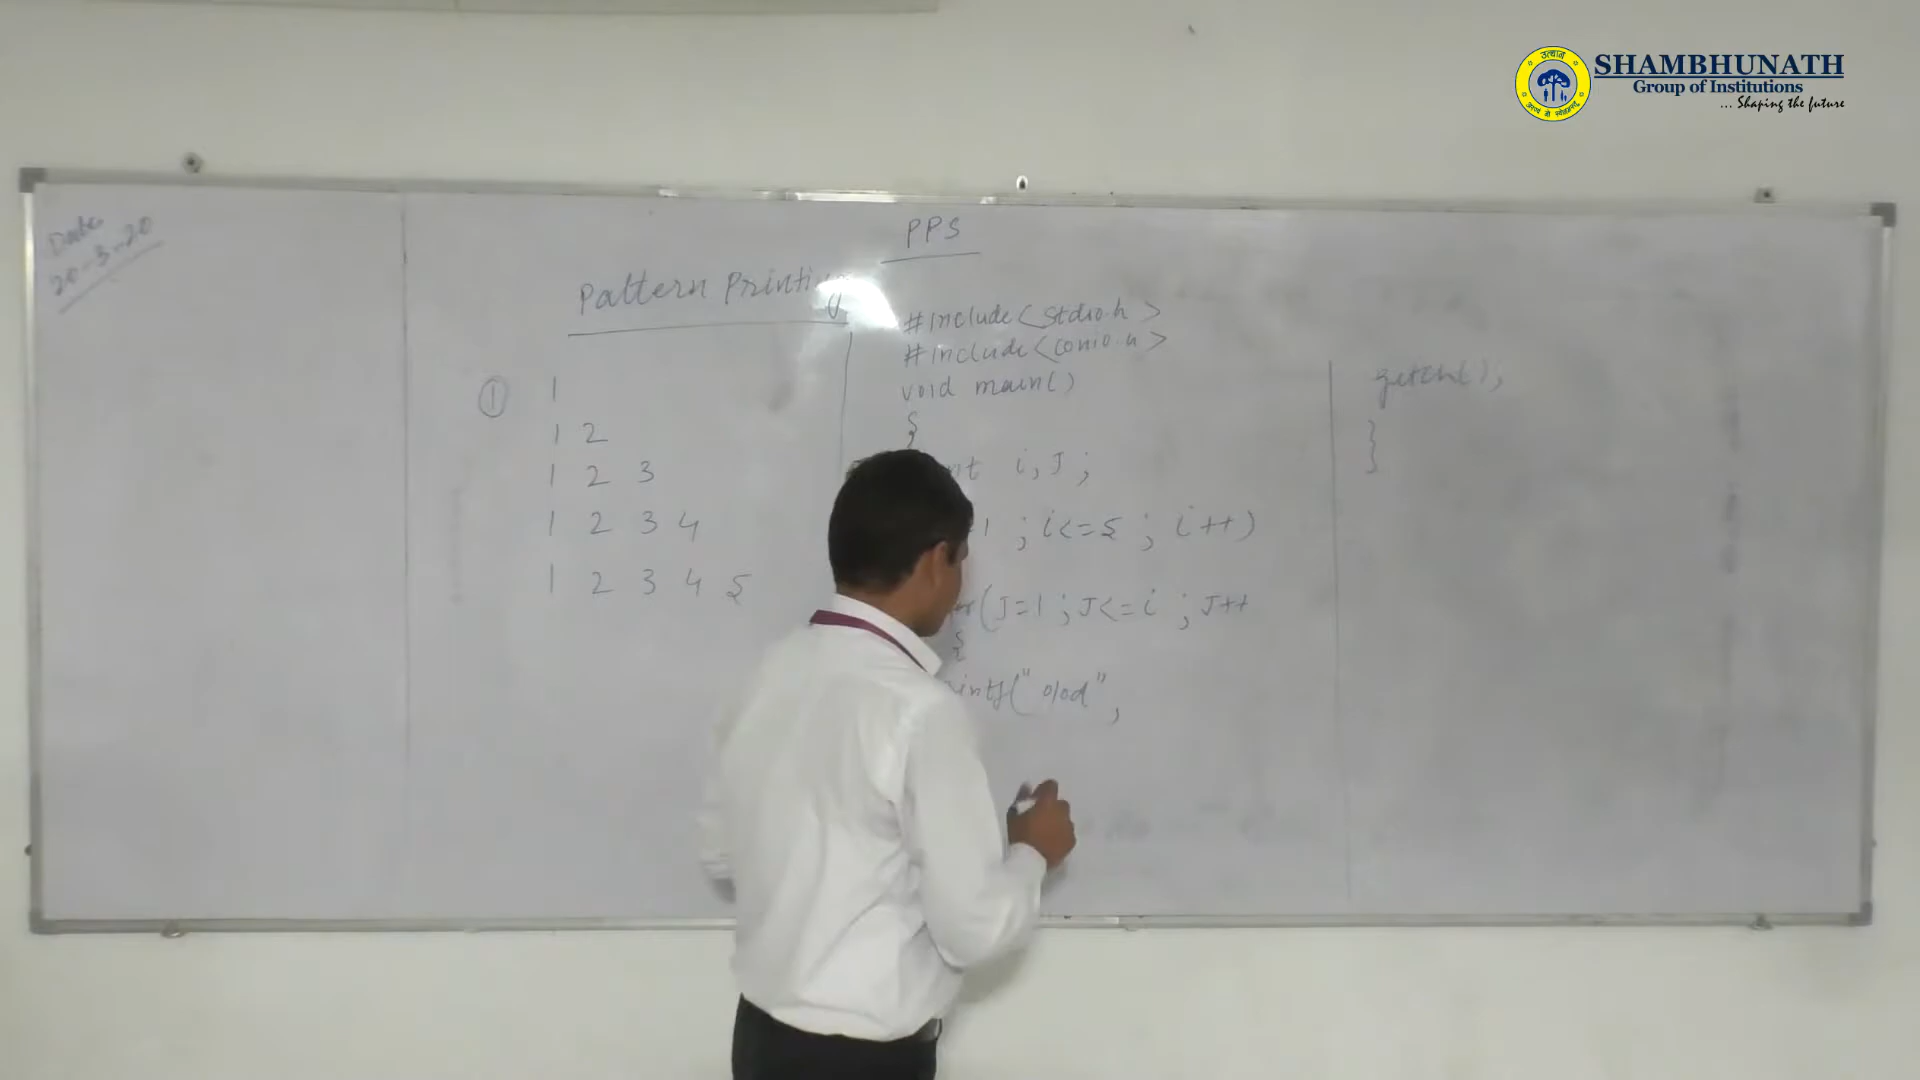 उत्थान
SHAMBHUNATH
Group of Institutions
... Shaping the future
Date
20-3-20
PPS
Pattern Printing
① 1
1 2
1 2 3
1 2 3 4
1 2 3 4 5
#include<stdio.h>
#include<conio.h>
void main()
{
i, J ;
1 ; i<=5 ; i++)
(J=1 ; J<=i ; J++
{
("%d",
getch();
}